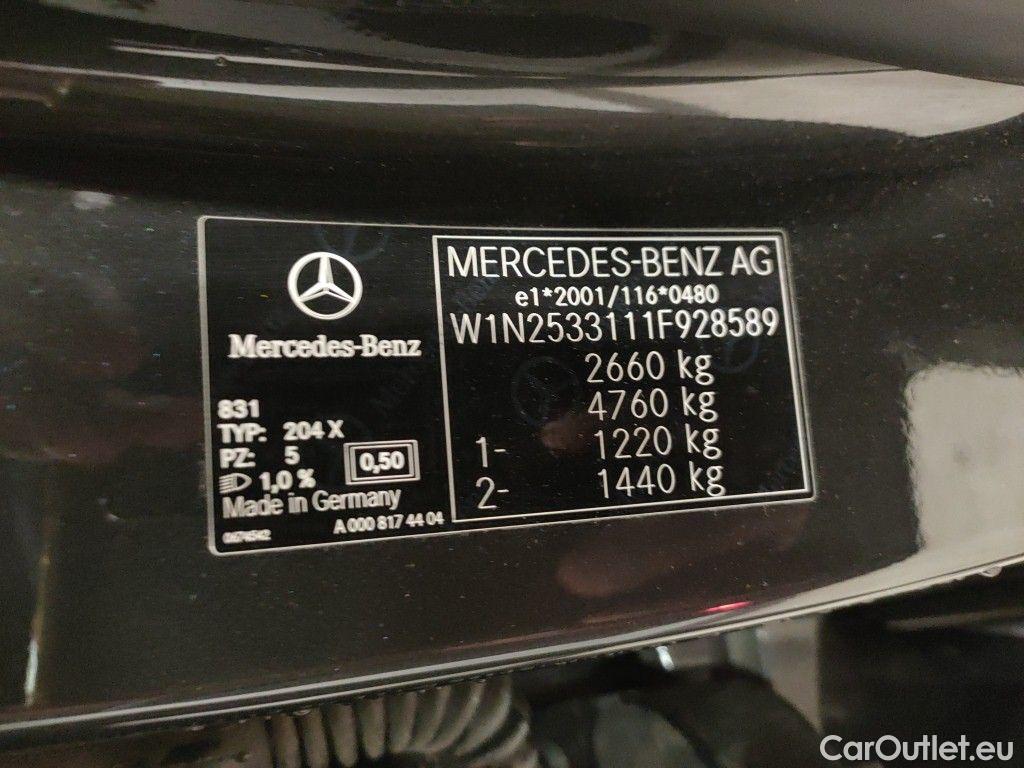 Mercedes-Benz
831
TYP: 204 X
PZ: 5
0,50
1,0 %
Made in Germany
A 000 817 44 04
MERCEDES-BENZ AG
e1*2001/116*0480
W1N2533111F928589
2660 kg
4760 kg
1- 1220 kg
2- 1440 kg
CarOutlet.eu